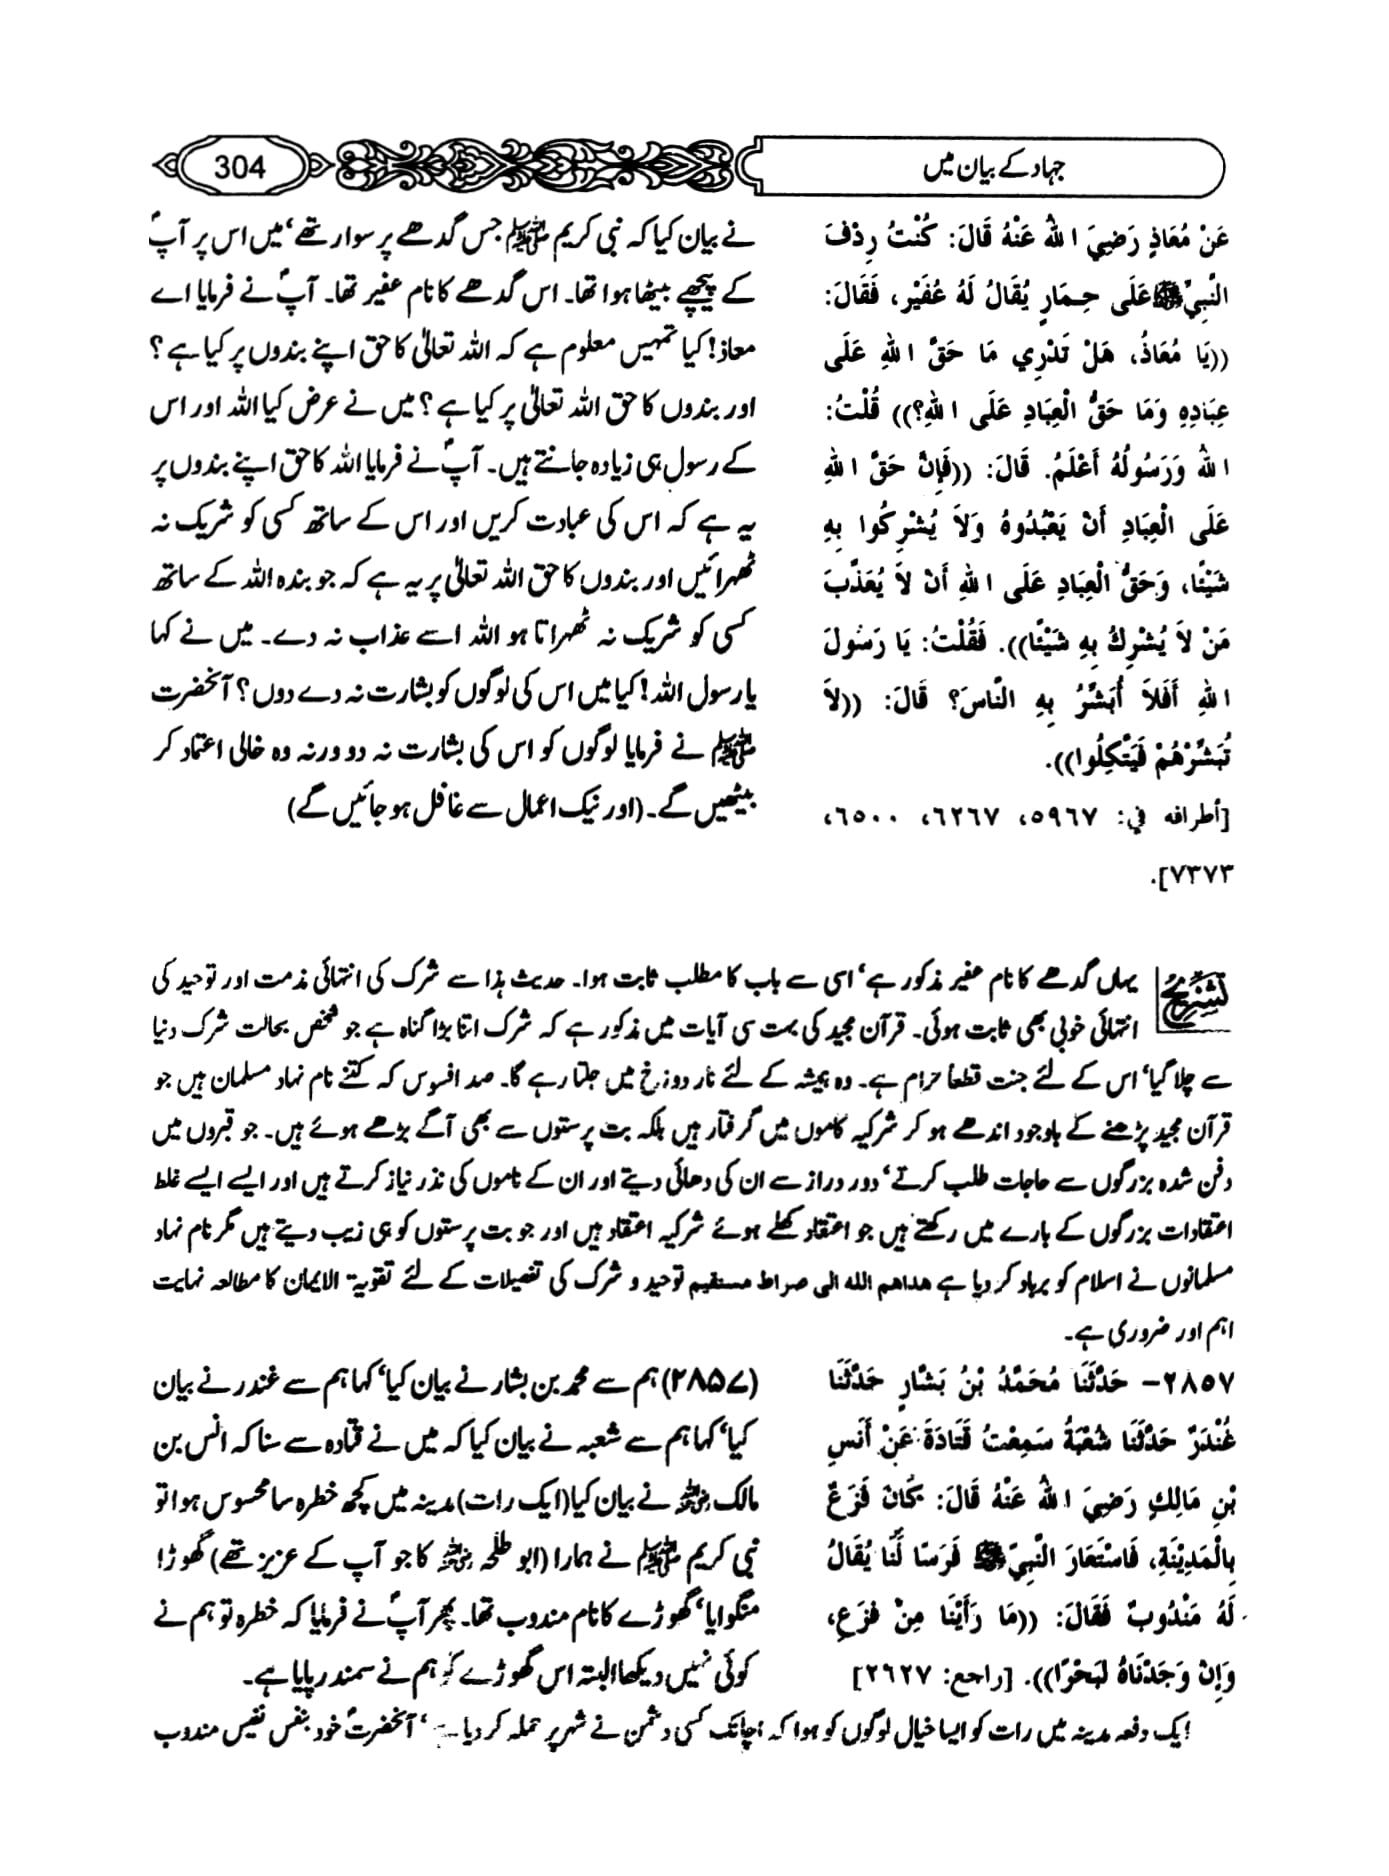 جہاد کے بیان میں
304
عَنْ مُعَاذٍ رَضِيَ اللهُ عَنْهُ قَالَ: كُنْتُ رِدْفَ
النَّبِيِّ ﷺ عَلَى حِمَارٍ يُقَالُ لَهُ عُفَيْر، فَقَالَ:
((يَا مُعَاذُ، هَلْ تَدْرِي مَا حَقَّ اللهِ عَلَى
عِبَادِهِ وَمَا حَقُّ الْعِبَادِ عَلَى اللهِ؟)) قُلْتُ:
اللهُ وَرَسُولُهُ أَعْلَمُ. قَالَ: ((فَإِنَّ حَقَّ اللهِ
عَلَى الْعِبَادِ أَنْ يَعْبُدُوهُ وَلاَ يُشْرِكُوا بِهِ
شَيْئًا، وَحَقُّ الْعِبَادِ عَلَى اللهِ أَنْ لاَ يُعَذِّبَ
مَنْ لاَ يُشْرِكُ بِهِ شَيْئًا)). فَقُلْتُ: يَا رَسُولَ
اللهِ أَفَلاَ أُبَشِّرُ بِهِ النَّاسَ؟ قَالَ: ((لاَ
تُبَشِّرْهُمْ فَيَتَّكِلُوا)).
[أطرافه في: ٥٩٦٧، ٦٢٦٧، ٦٥٠٠،
٧٣٧٣].
نے بیان کیا کہ نبی کریم ﷺ جس گدھے پر سوار تھے‘ میں اس پر آپؐ
کے پیچھے بیٹھا ہوا تھا۔ اس گدھے کا نام عفیر تھا۔ آپؐ نے فرمایا اے
معاذ! کیا تمہیں معلوم ہے کہ اللہ تعالیٰ کا حق اپنے بندوں پر کیا ہے؟
اور بندوں کا حق اللہ تعالیٰ پر کیا ہے؟ میں نے عرض کیا اللہ اور اس
کے رسول ہی زیادہ جانتے ہیں۔ آپؐ نے فرمایا اللہ کا حق اپنے بندوں پر
یہ ہے کہ اس کی عبادت کریں اور اس کے ساتھ کسی کو شریک نہ
ٹھہرائیں اور بندوں کا حق اللہ تعالیٰ پر یہ ہے کہ جو بندہ اللہ کے ساتھ
کسی کو شریک نہ ٹھہراتا ہو اللہ اسے عذاب نہ دے۔ میں نے کہا
یا رسول اللہ! کیا میں اس کی لوگوں کو بشارت نہ دے دوں؟ آنحضرت
ﷺ نے فرمایا لوگوں کو اس کی بشارت نہ دو ورنہ وہ خالی اعتماد کر
بیٹھیں گے۔ (اور نیک اعمال سے غافل ہو جائیں گے)
تشریح یہاں گدھے کا نام عفیر مذکور ہے‘ اسی سے باب کا مطلب ثابت ہوا۔ حدیث ہذا سے شرک کی انتہائی مذمت اور توحید کی
انتہائی خوبی بھی ثابت ہوئی۔ قرآن مجید کی بہت سی آیات میں مذکور ہے کہ شرک اتنا بڑا گناہ ہے جو شخص بحالت شرک دنیا
سے چلا گیا‘ اس کے لئے جنت قطعاً حرام ہے۔ وہ ہمیشہ کے لئے نار دوزخ میں جلتا رہے گا۔ صد افسوس کہ کتنے نام نہاد مسلمان ہیں جو
قرآن مجید پڑھنے کے باوجود اندھے ہو کر شرکیہ کاموں میں گرفتار ہیں بلکہ بت پرستوں سے بھی آگے بڑھے ہوئے ہیں۔ جو قبروں میں
دفن شدہ بزرگوں سے حاجات طلب کرتے‘ دور دراز سے ان کی دھائی دیتے اور ان کے ناموں کی نذر نیاز کرتے ہیں اور ایسے ایسے غلط
اعتقادات بزرگوں کے بارے میں رکھتے ہیں جو اعتقاد کھلے ہوئے شرکیہ اعتقاد ہیں اور جو بت پرستوں کو ہی زیب دیتے ہیں مگر نام نہاد
مسلمانوں نے اسلام کو برباد کر دیا ہے هداهم الله الى صراط مستقيم توحید و شرک کی تفصیلات کے لئے تقویۃ الایمان کا مطالعہ نہایت
اہم اور ضروری ہے۔
٢٨٥٧- حَدَّثَنَا مُحَمَّدُ بْنُ بَشَّارٍ حَدَّثَنَا
غُنْدَرٌ حَدَّثَنَا شُعْبَةُ سَمِعْتُ قَتَادَةَ عَنْ أَنَسِ
بْنِ مَالِكٍ رَضِيَ اللهُ عَنْهُ قَالَ: كَانَ فَزَعٌ
بِالْمَدِيْنَةِ، فَاسْتَعَارَ النَّبِيُّ ﷺ فَرَسًا لَّنَا يُقَالُ
لَهُ مَنْدُوبٌ فَقَالَ: ((مَا رَأَيْنَا مِنْ فَزَعٍ،
وَإِنْ وَجَدْنَاهُ لَبَحْرًا)). [راجع: ٢٦٢٧]
(۲۸۵۷) ہم سے محمد بن بشار نے بیان کیا‘ کہا ہم سے غندر نے بیان
کیا‘ کہا ہم سے شعبہ نے بیان کیا کہ میں نے قتادہ سے سنا کہ انس بن
مالک رضی اللہ عنہ نے بیان کیا (ایک رات) مدینہ میں کچھ خطرہ سا محسوس ہوا تو
نبی کریم ﷺ نے ہمارا (ابو طلحہ رضی اللہ عنہ کا جو آپ کے عزیز تھے) گھوڑا
منگوایا‘ گھوڑے کا نام مندوب تھا۔ پھر آپؐ نے فرمایا کہ خطرہ تو ہم نے
کوئی نہیں دیکھا البتہ اس گھوڑے کو ہم نے سمندر پایا ہے۔
ایک دفعہ مدینہ میں رات کو ایسا خیال لوگوں کو ہوا کہ اچانک کسی دشمن نے شہر پر حملہ کر دیا ہے‘ آنحضرتؐ خود بنفس نفیس مندوب